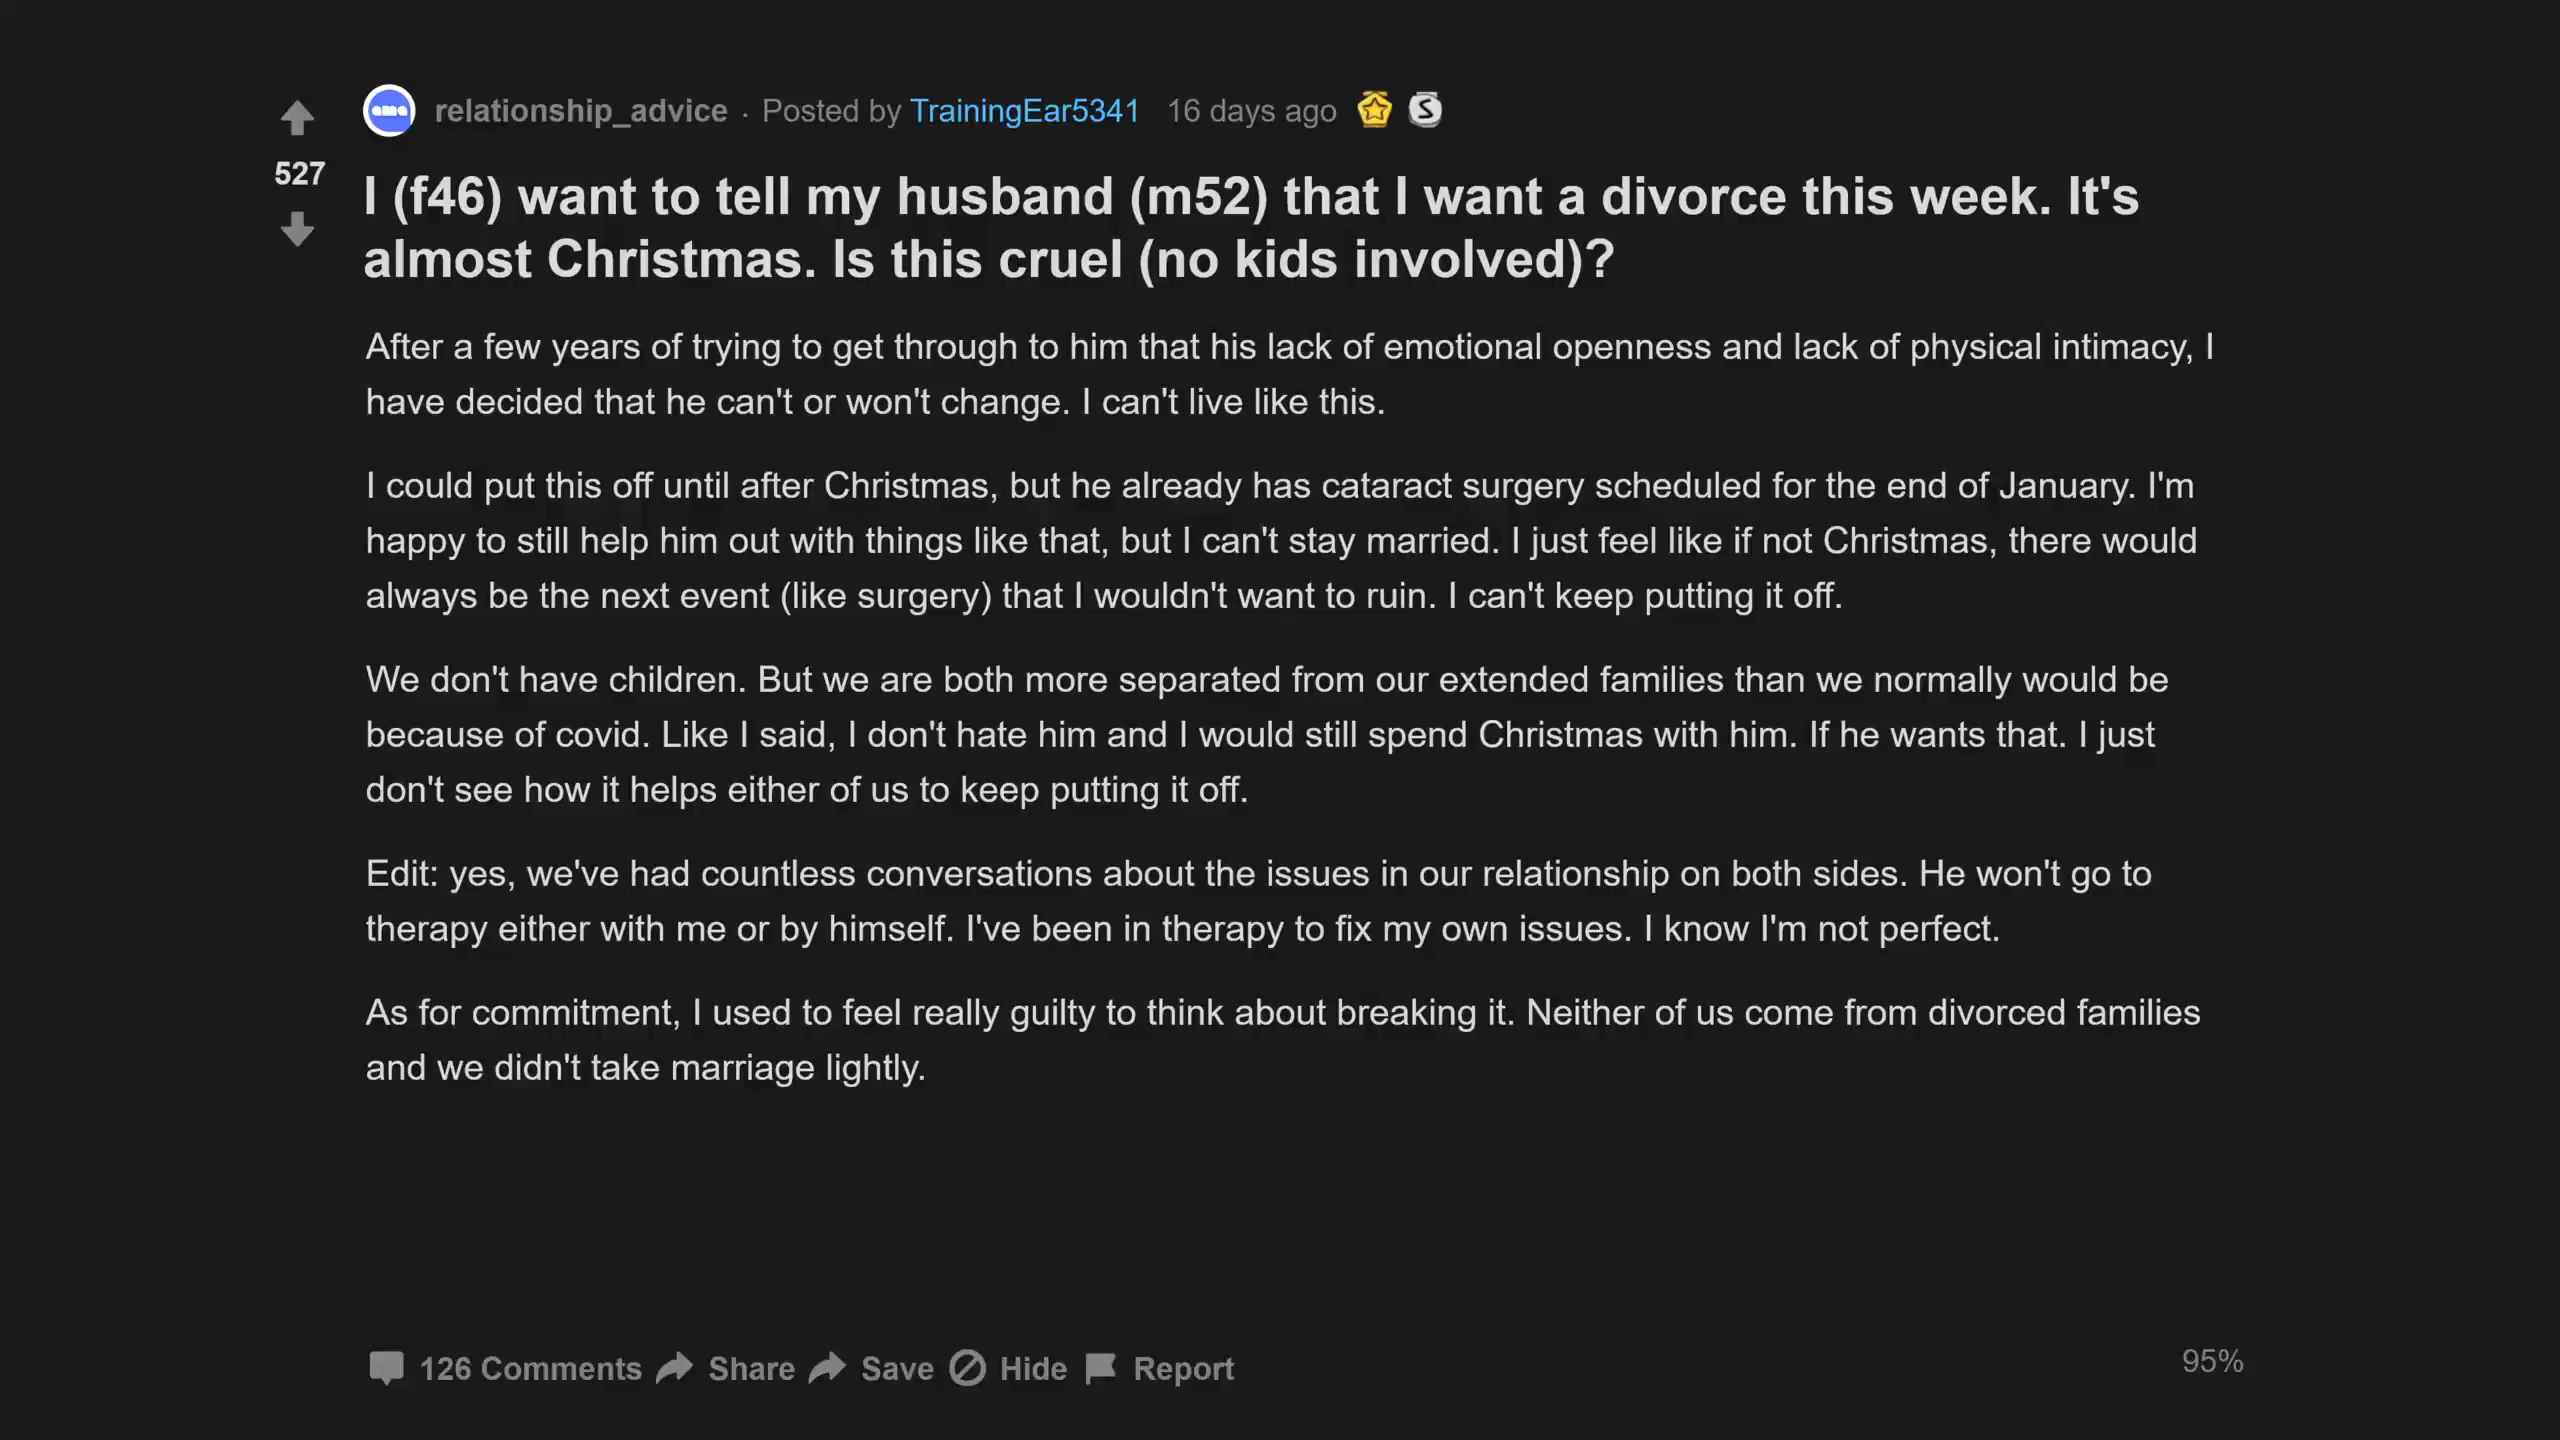 relationship_advice · Posted by TrainingEar5341 16 days ago
527
I (f46) want to tell my husband (m52) that I want a divorce this week. It's
almost Christmas. Is this cruel (no kids involved)?
After a few years of trying to get through to him that his lack of emotional openness and lack of physical intimacy, I
have decided that he can't or won't change. I can't live like this.
I could put this off until after Christmas, but he already has cataract surgery scheduled for the end of January. I'm
happy to still help him out with things like that, but I can't stay married. I just feel like if not Christmas, there would
always be the next event (like surgery) that I wouldn't want to ruin. I can't keep putting it off.
We don't have children. But we are both more separated from our extended families than we normally would be
because of covid. Like I said, I don't hate him and I would still spend Christmas with him. If he wants that. I just
don't see how it helps either of us to keep putting it off.
Edit: yes, we've had countless conversations about the issues in our relationship on both sides. He won't go to
therapy either with me or by himself. I've been in therapy to fix my own issues. I know I'm not perfect.
As for commitment, I used to feel really guilty to think about breaking it. Neither of us come from divorced families
and we didn't take marriage lightly.
126 Comments Share Save Hide Report
95%